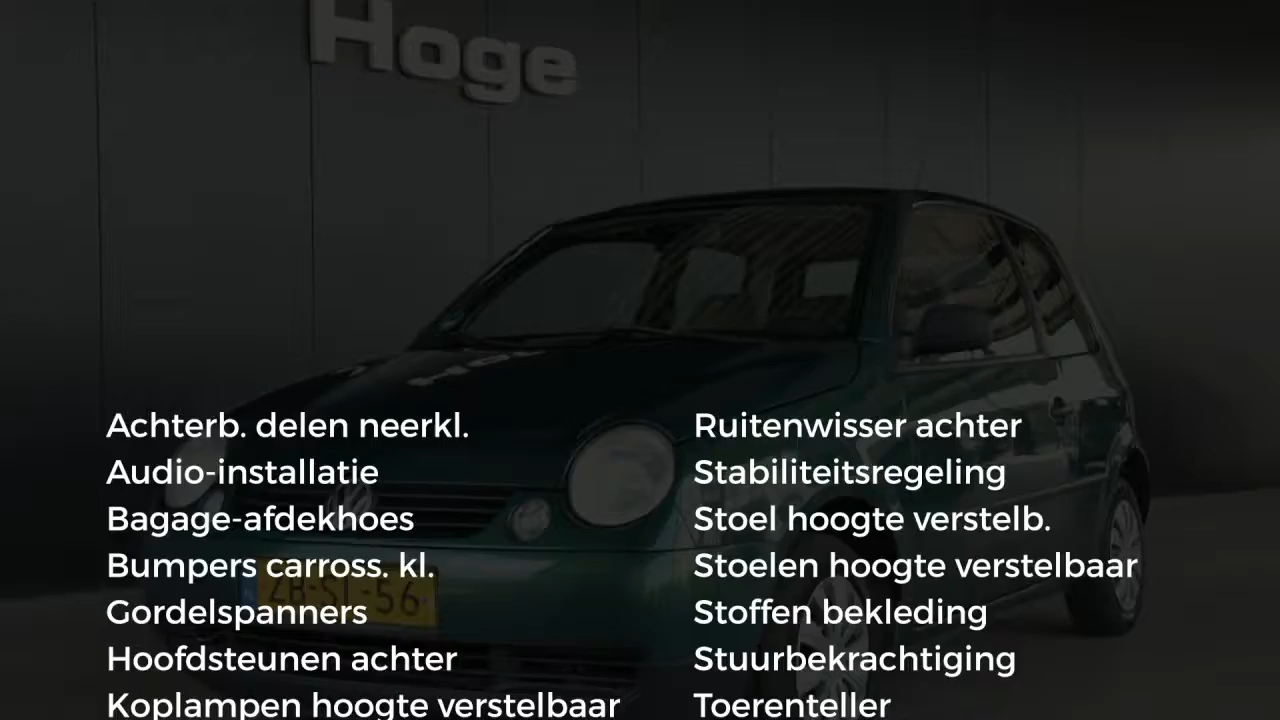 Hoge
Achterb. delen neerkl.
Audio-installatie
Bagage-afdekhoes
Bumpers carross. kl.
Gordelspanners
Hoofdsteunen achter
Koplampen hoogte verstelbaar
Ruitenwisser achter
Stabiliteitsregeling
Stoel hoogte verstelb.
Stoelen hoogte verstelbaar
Stoffen bekleding
Stuurbekrachtiging
Toerenteller